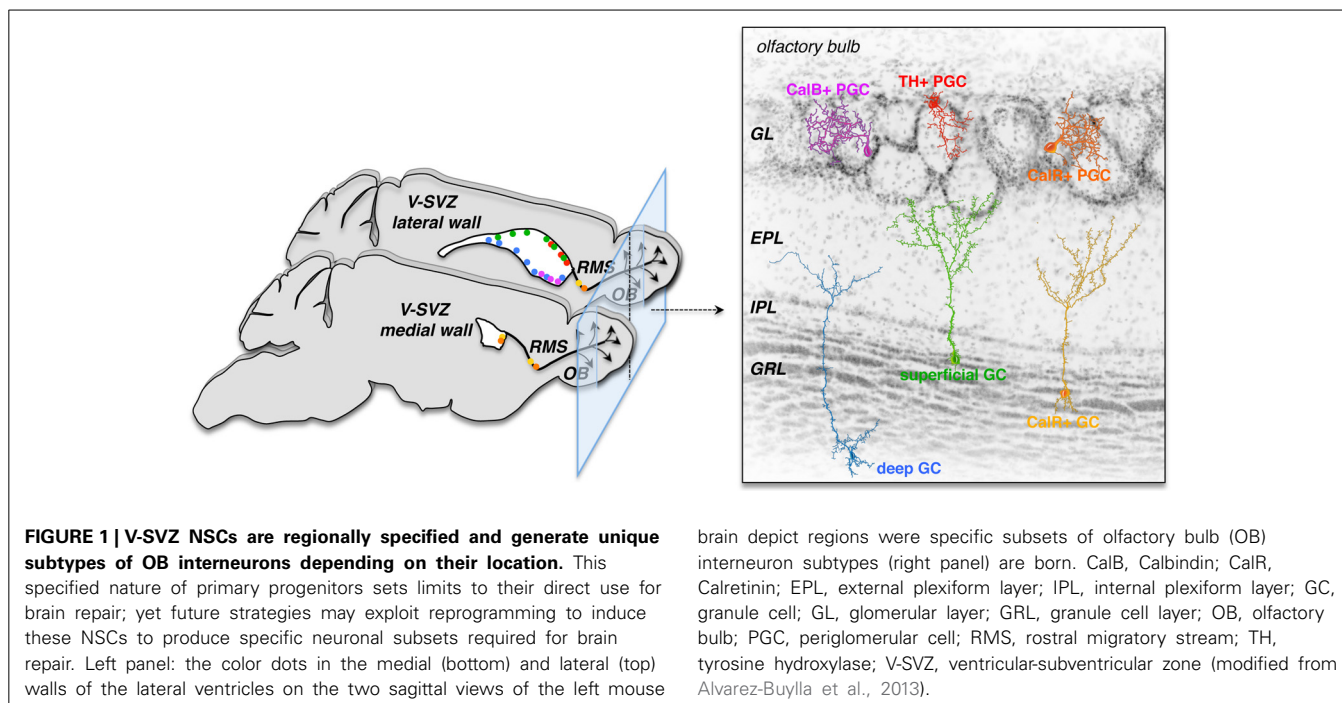 V-SVZ
lateral wall
RMS
OB
V-SVZ
medial wall
RMS
OB
olfactory bulb
CalB+ PGC
TH+ PGC
GL
CalR+ PGC
EPL
IPL
GRL
superficial GC
CalR+ GC
deep GC
FIGURE 1 | V-SVZ NSCs are regionally specified and generate unique
subtypes of OB interneurons depending on their location. This
specified nature of primary progenitors sets limits to their direct use for
brain repair; yet future strategies may exploit reprogramming to induce
these NSCs to produce specific neuronal subsets required for brain
repair. Left panel: the color dots in the medial (bottom) and lateral (top)
walls of the lateral ventricles on the two sagittal views of the left mouse
brain depict regions were specific subsets of olfactory bulb (OB)
interneuron subtypes (right panel) are born. CalB, Calbindin; CalR,
Calretinin; EPL, external plexiform layer; IPL, internal plexiform layer; GC,
granule cell; GL, glomerular layer; GRL, granule cell layer; OB, olfactory
bulb; PGC, periglomerular cell; RMS, rostral migratory stream; TH,
tyrosine hydroxylase; V-SVZ, ventricular-subventricular zone (modified from
Alvarez-Buylla et al., 2013).